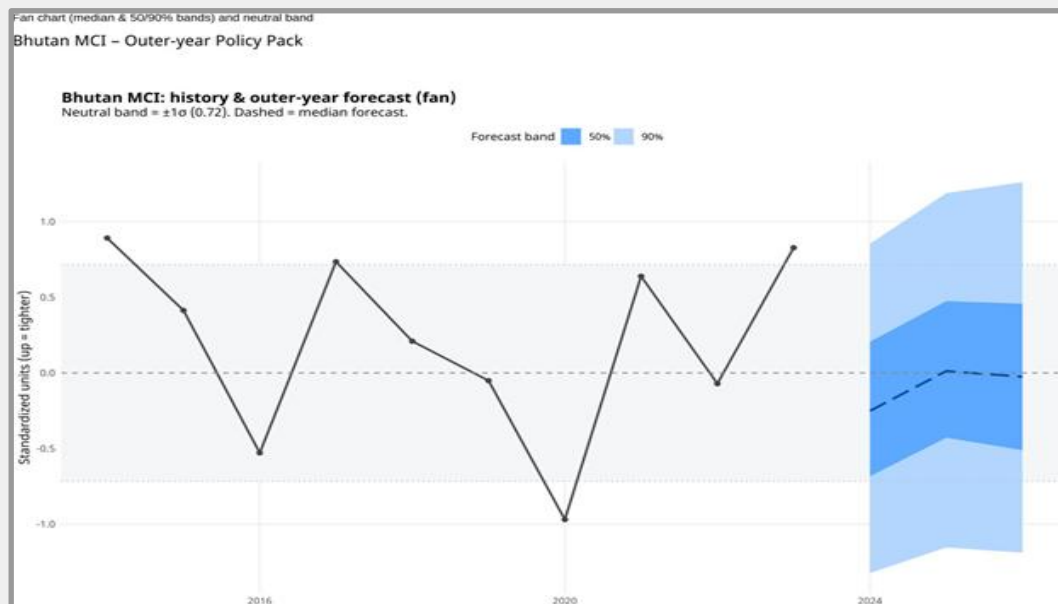 Fan chart (median & 50/90% bands) and neutral band
Bhutan MCI – Outer-year Policy Pack
Bhutan MCI: history & outer-year forecast (fan)
Neutral band = ±1σ (0.72). Dashed = median forecast.
Forecast band 50% 90%
Standardized units (up = tighter)
1.0
0.5
0.0
-0.5
-1.0
2016 2020 2024